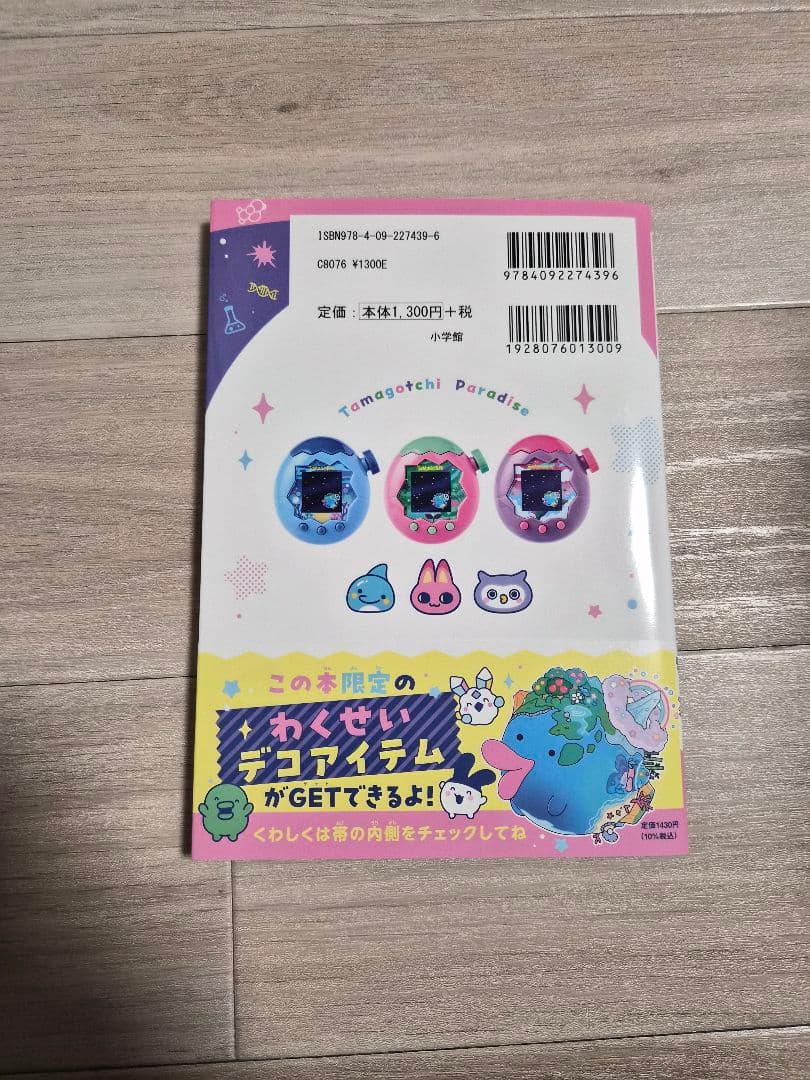 ISBN978-4-09-227439-6
9784092274396
C8076 ¥1300E
定価：本体1,300円+税
小学館
1928076013009
Tamagotchi Paradise
この本限定の
わくせい
デコアイテム
がGETできるよ!
くわしくは帯の内側をチェックしてね
定価1430円
(10%税込)